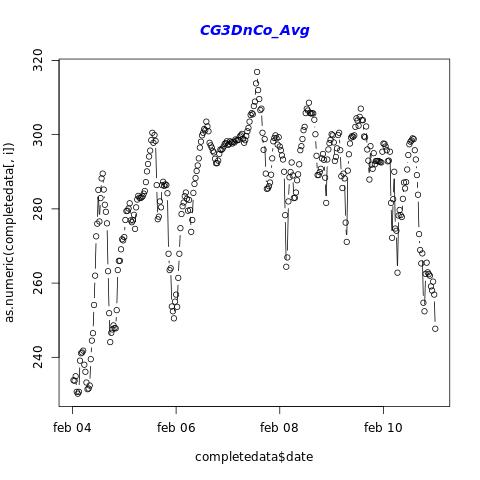 CG3DnCo_Avg
as.numeric(completedata[, i])
320
300
280
260
240
feb 04
feb 06
feb 08
feb 10
completedata$date